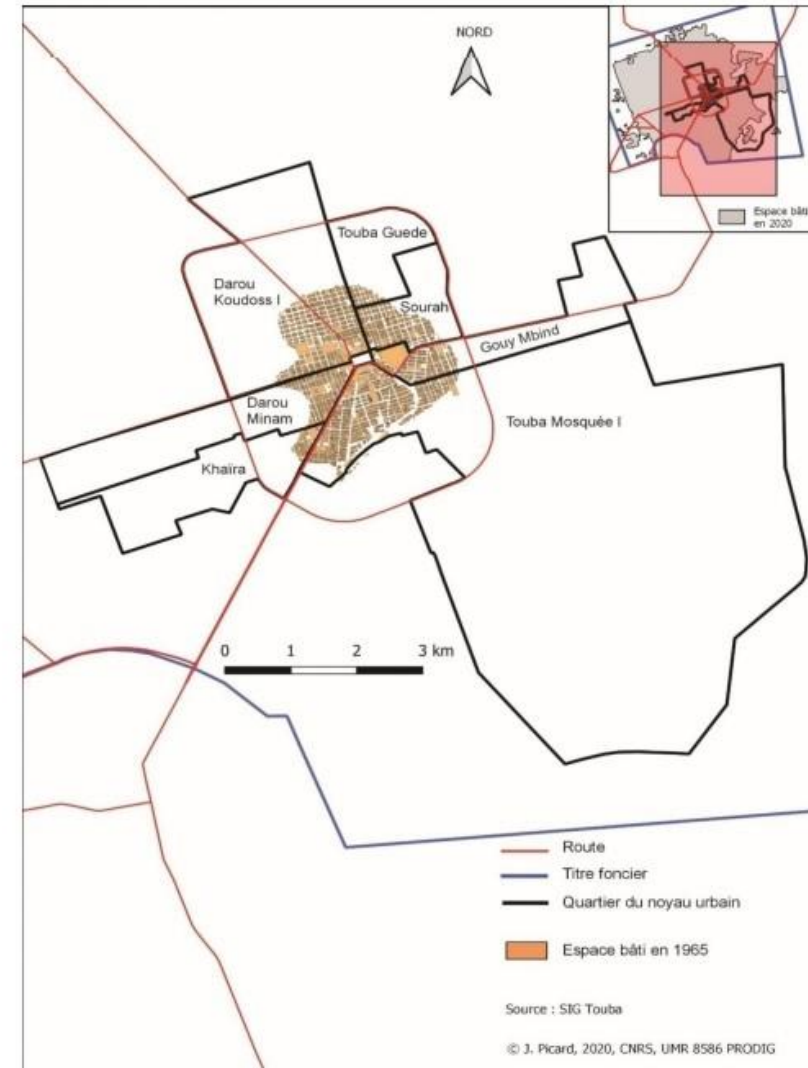 NORD
Espace bâti
en 2020
Touba Guede
Darou
Koudoss I
Sourah
Gouy Mbind
Darou
Minam
Touba Mosquée I
Khaïra
0 1 2 3 km
Route
Titre foncier
Quartier du noyau urbain
Espace bâti en 1965
Source : SIG Touba
© J. Picard, 2020, CNRS, UMR 8586 PRODIG